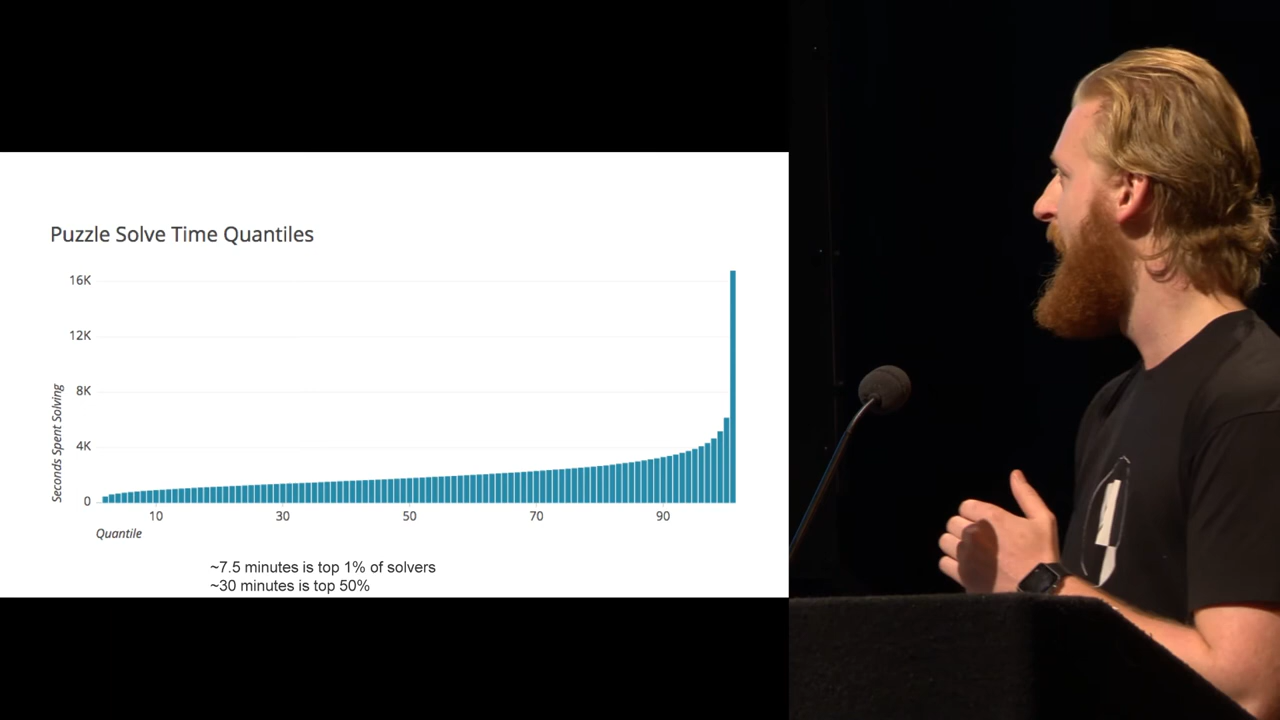 Puzzle Solve Time Quantiles
16K
12K
8K
4K
0
Seconds Spent Solving
10 30 50 70 90
Quantile
~7.5 minutes is top 1% of solvers
~30 minutes is top 50%